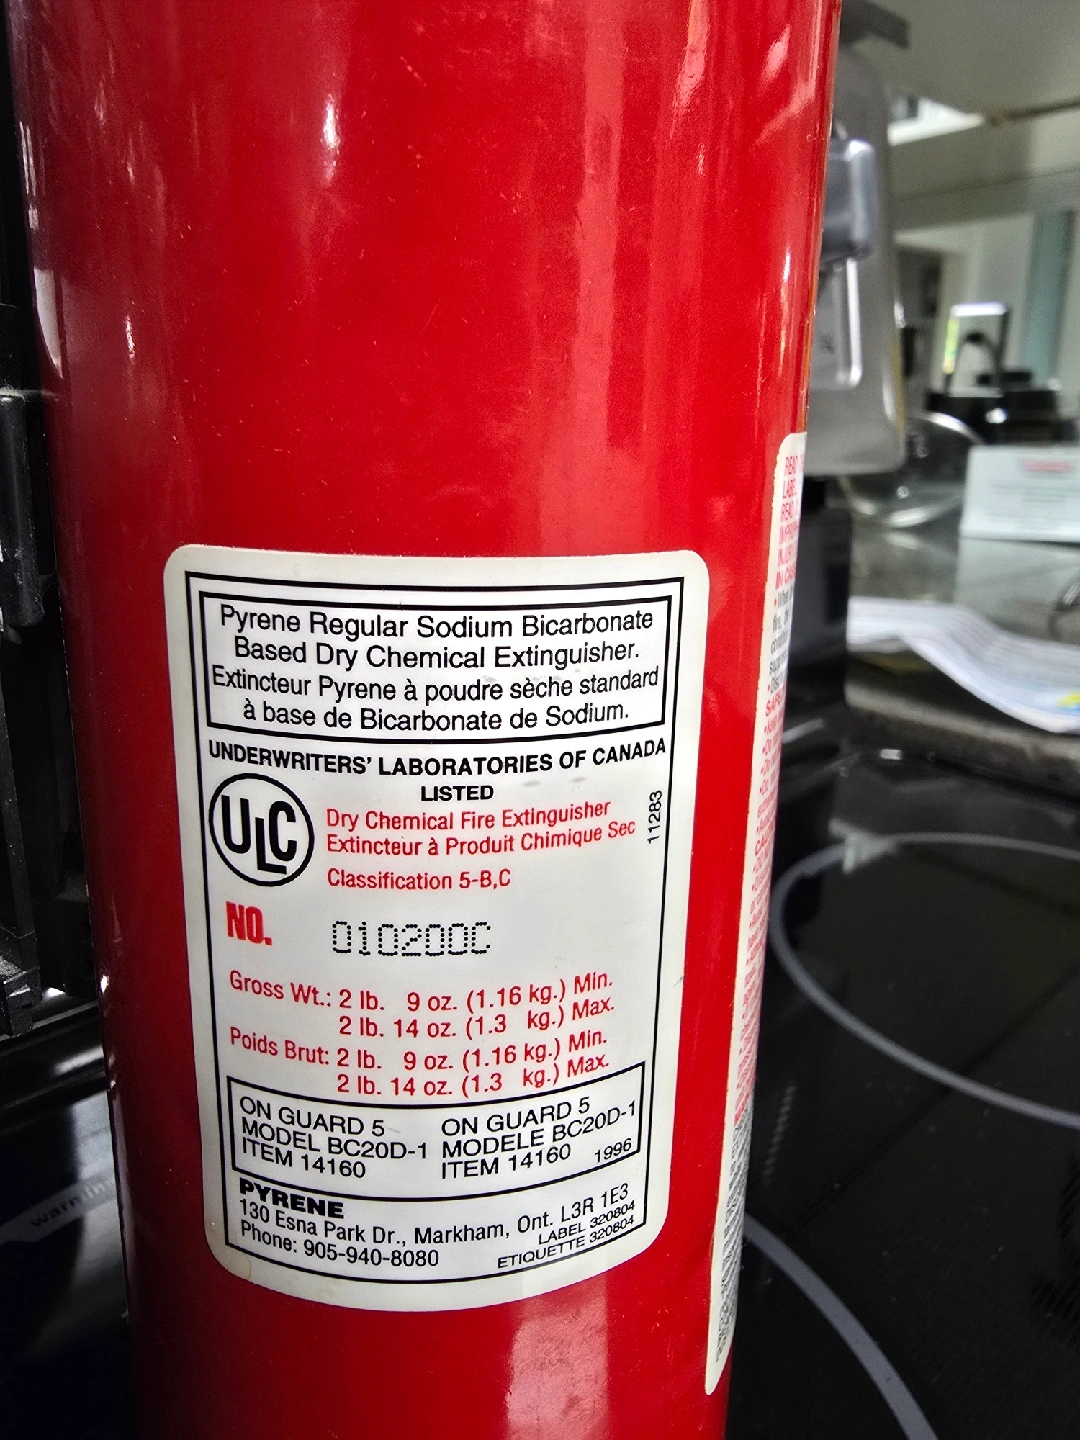 Pyrene Regular Sodium Bicarbonate
Based Dry Chemical Extinguisher.
Extincteur Pyrene à poudre sèche standard
à base de Bicarbonate de Sodium.
UNDERWRITERS' LABORATORIES OF CANADA
LISTED
ULC
Dry Chemical Fire Extinguisher
Extincteur à Produit Chimique Sec
11283
Classification 5-B,C
NO. 010200C
Gross Wt.: 2 lb. 9 oz. (1.16 kg.) Min.
2 lb. 14 oz. (1.3 kg.) Max.
Poids Brut: 2 lb. 9 oz. (1.16 kg.) Min.
2 lb. 14 oz. (1.3 kg.) Max.
ON GUARD 5
MODEL BC20D-1
ITEM 14160
ON GUARD 5
MODELE BC20D-1
ITEM 14160 1996
PYRENE
130 Esna Park Dr., Markham, Ont. L3R 1E3
Phone: 905-940-8080
LABEL 320804
ETIQUETTE 320804
READ